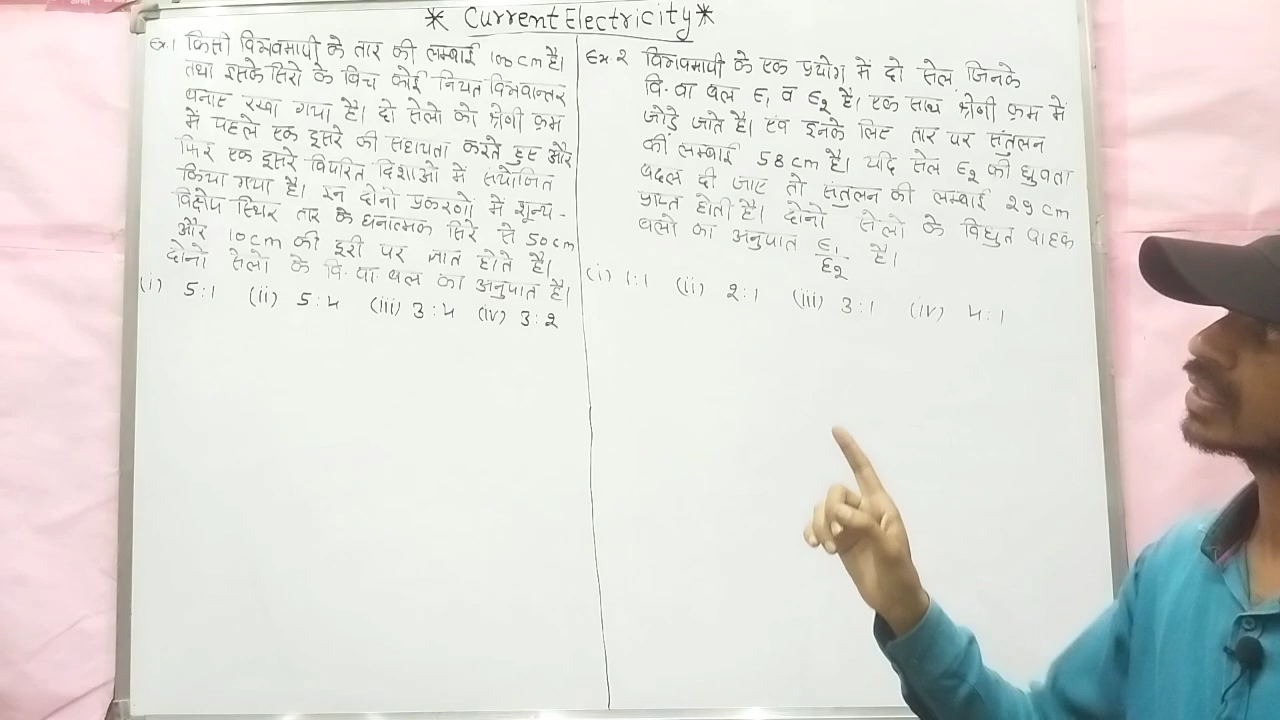 * Current Electricity *
Ex.1 किसी विभवमापी के तार की लम्बाई 100 cm है।
तथा इसके सिरो के बिच कोई नियत विभवान्तर
बनाए रखा गया है। दो सेलो को श्रेणी क्रम
में पहले एक दूसरे की सहायता करते हुए और
फिर एक दूसरे विपरित दिशाओं में संयोजित
किया गया है। इन दोनो प्रकरणो में शून्य -
विक्षेप स्थिर तार के धनात्मक सिरे से 50 cm
और 10 cm की दूरी पर ज्ञात होते है।
दोनो सेलो के वि. वा बल का अनुपात है।
(i) 5:1 (ii) 5:4 (iii) 3:4 (iv) 3:2
Ex.2 विभवमापी के एक प्रयोग में दो सेल जिनके
वि. वा बल E₁ व E₂ है। एक साथ श्रेणी क्रम में
जोड़े जाते है। एवं इनके लिए तार पर संतुलन
की लम्बाई 58 cm है। यदि सेल E₂ की ध्रुवता
बदल दी जाए तो संतुलन की लम्बाई 29 cm
प्राप्त होती है। दोनो सेलो के विद्युत वाहक
बलो का अनुपात E₁/E₂ है।
(i) 1:1 (ii) 2:1 (iii) 3:1 (iv) 4:1